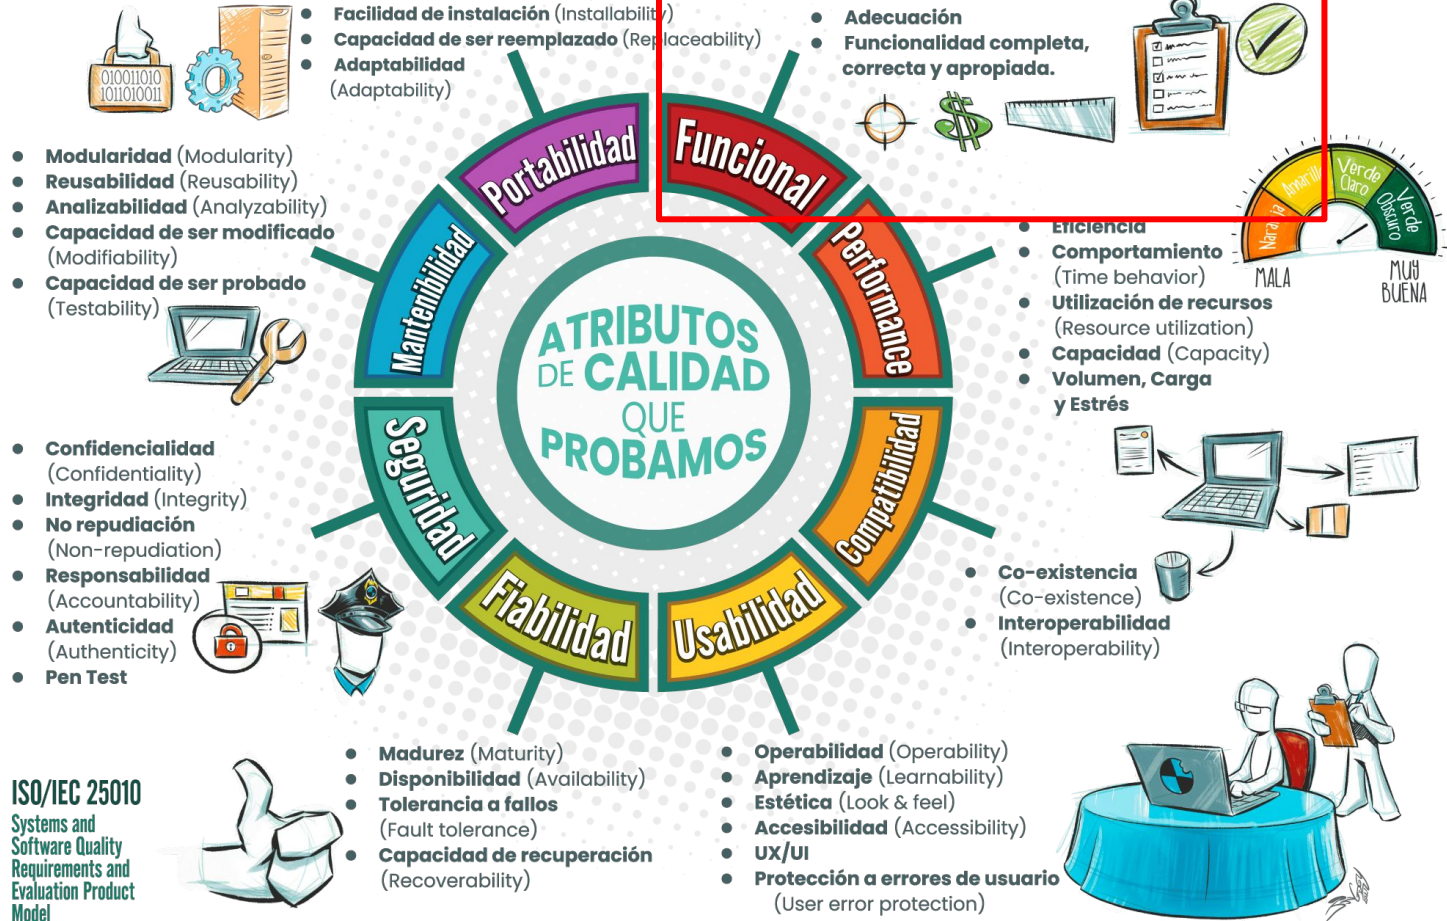 ● Facilidad de instalación (Installability)
● Capacidad de ser reemplazado (Replaceability)
● Adaptabilidad
(Adaptability)
● Adecuación
● Funcionalidad completa,
correcta y apropiada.
010011010
1011010011
● Modularidad (Modularity)
● Reusabilidad (Reusability)
● Analizabilidad (Analyzability)
● Capacidad de ser modificado
(Modifiability)
● Capacidad de ser probado
(Testability)
Portabilidad
Funcional
Mantenibilidad
Performance
Seguridad
Compatibilidad
Fiabilidad
Usabilidad
ATRIBUTOS
DE CALIDAD
QUE
PROBAMOS
Naranja
Amarillo
Verde
Claro
Verde
Obscuro
MALA
MUY
BUENA
● Eficiencia
● Comportamiento
(Time behavior)
● Utilización de recursos
(Resource utilization)
● Capacidad (Capacity)
● Volumen, Carga
y Estrés
● Confidencialidad
(Confidentiality)
● Integridad (Integrity)
● No repudiación
(Non-repudiation)
● Responsabilidad
(Accountability)
● Autenticidad
(Authenticity)
● Pen Test
● Co-existencia
(Co-existence)
● Interoperabilidad
(Interoperability)
● Madurez (Maturity)
● Disponibilidad (Availability)
● Tolerancia a fallos
(Fault tolerance)
● Capacidad de recuperación
(Recoverability)
● Operabilidad (Operability)
● Aprendizaje (Learnability)
● Estética (Look & feel)
● Accesibilidad (Accessibility)
● UX/UI
● Protección a errores de usuario
(User error protection)
ISO/IEC 25010
Systems and
Software Quality
Requirements and
Evaluation Product
Model